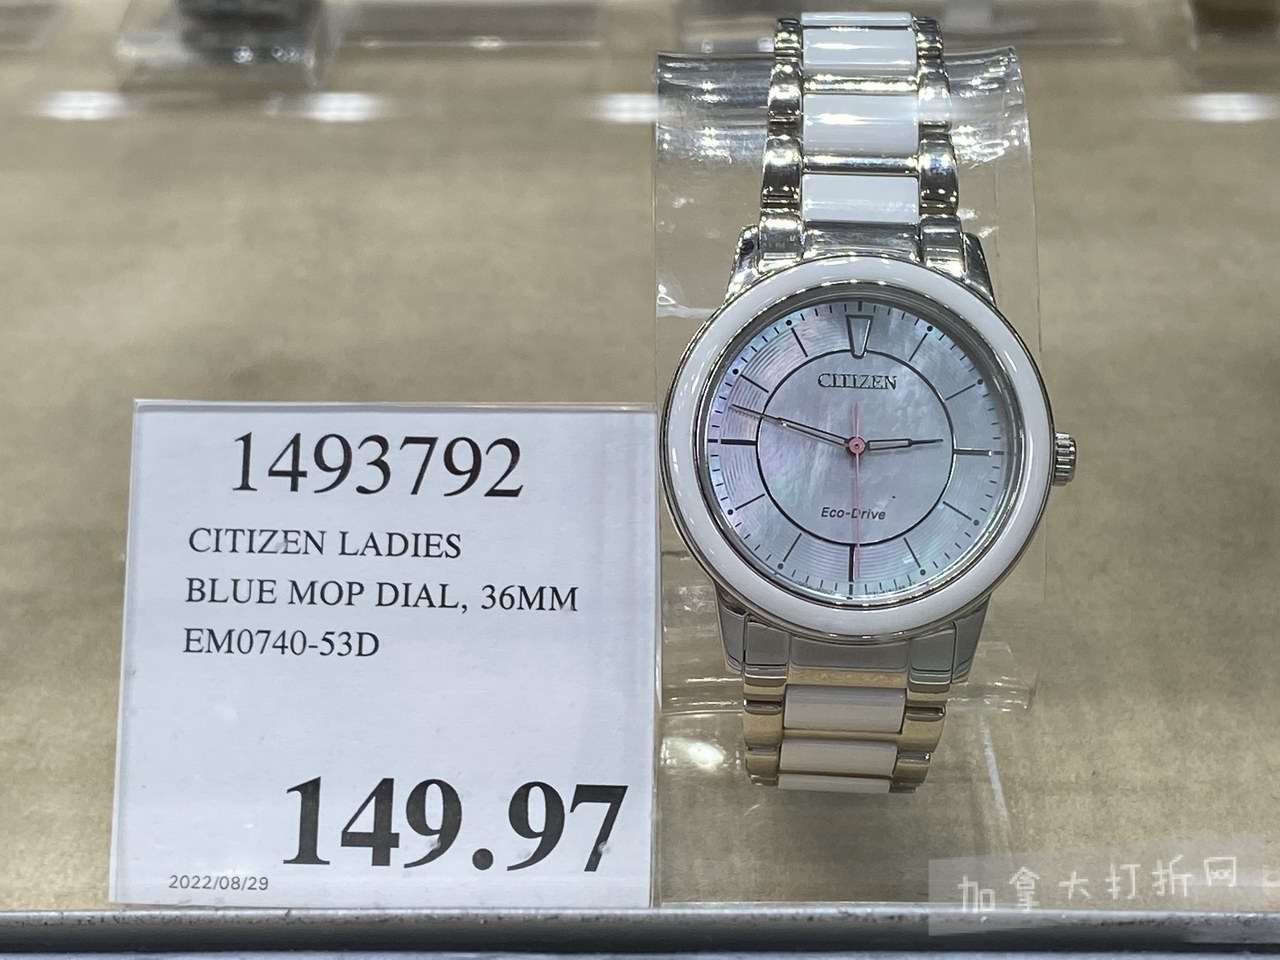 1493792
CITIZEN LADIES
BLUE MOP DIAL, 36MM
EM0740-53D
149.97
2022/08/29
CITIZEN
Eco-Drive
加拿大打折网